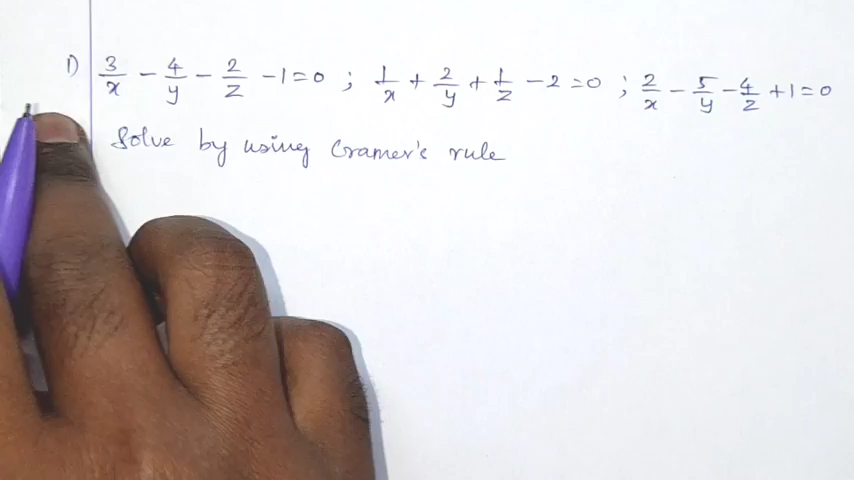 1) 3/x - 4/y - 2/z - 1 = 0 ; 1/x + 2/y + 1/z - 2 = 0 ; 2/x - 5/y - 4/z + 1 = 0
Solve by using Cramer's rule